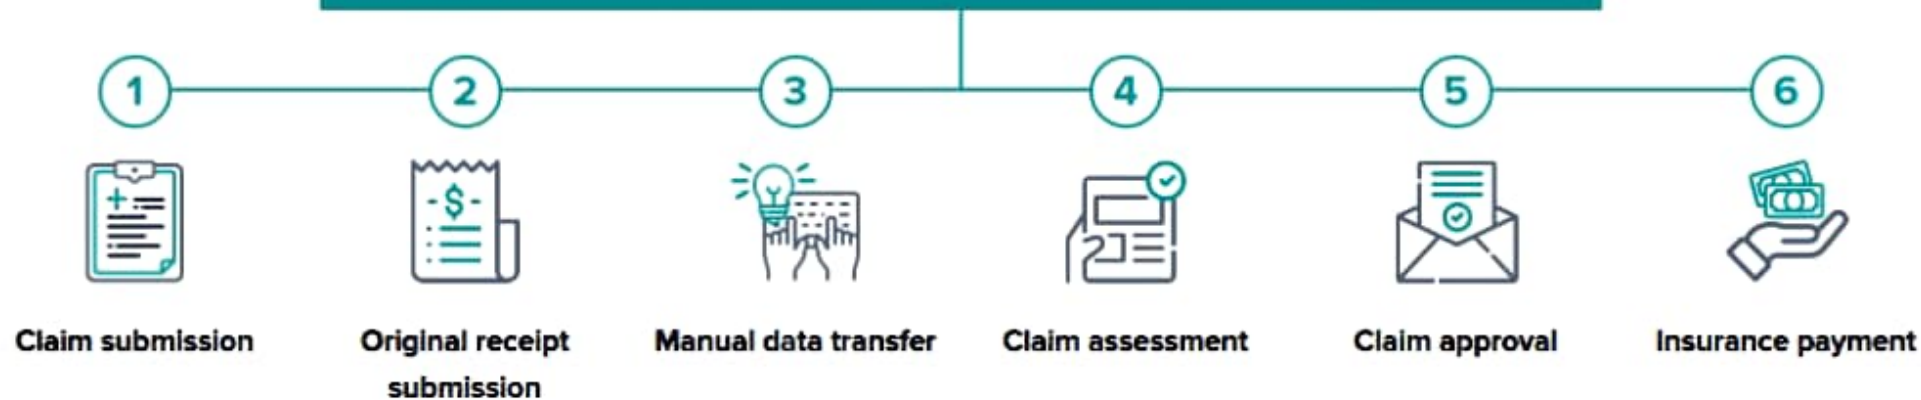 1
2
3
4
5
6
$
Claim submission
Original receipt
submission
Manual data transfer
Claim assessment
Claim approval
Insurance payment